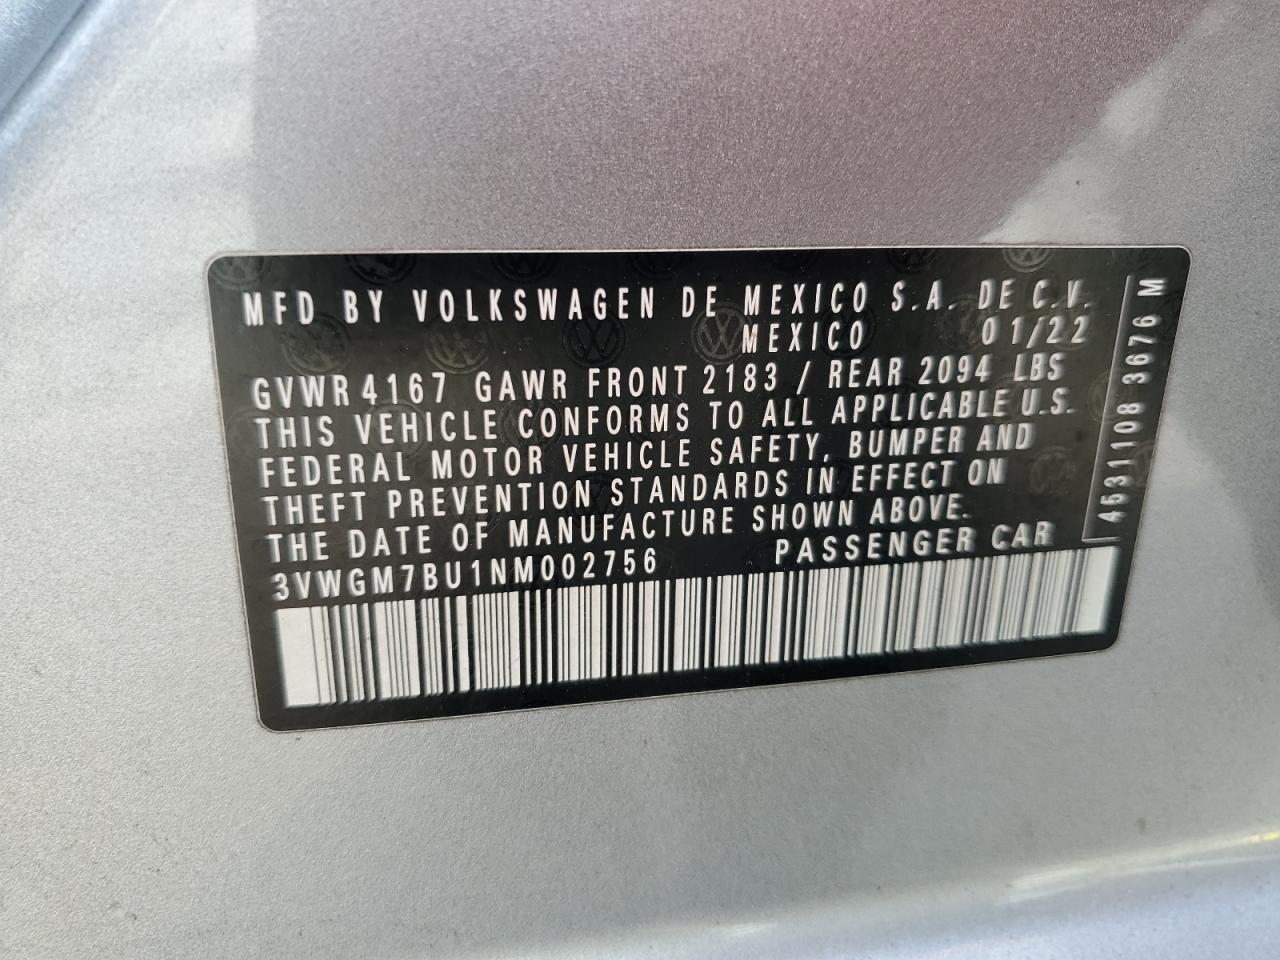 MFD BY VOLKSWAGEN DE MEXICO S.A. DE C.V.
MEXICO 01/22
GVWR 4167 GAWR FRONT 2183 / REAR 2094 LBS
THIS VEHICLE CONFORMS TO ALL APPLICABLE U.S.
FEDERAL MOTOR VEHICLE SAFETY, BUMPER AND
THEFT PREVENTION STANDARDS IN EFFECT ON
THE DATE OF MANUFACTURE SHOWN ABOVE.
3VWGM7BU1NM002756 PASSENGER CAR
4531108 3676 M